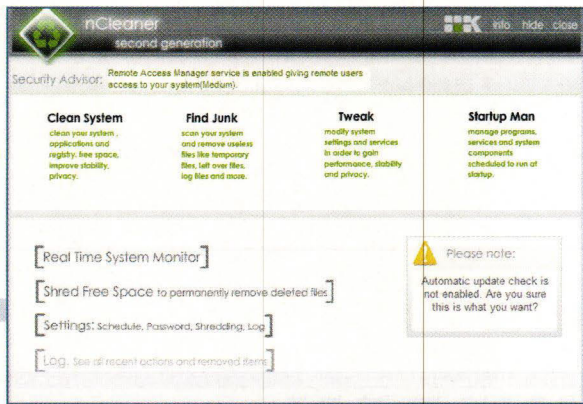 nCleaner
second generation
info hide close
Security Advisor: Remote Access Manager service is enabled giving remote users
access to your system(Medium).
Clean System
clean your system ,
applications and
registry, free space,
improve stability,
privacy.
Find Junk
scan your system
and remove useless
files like temporary
files, left over files,
log files and more.
Tweak
modify system
settings and services
in order to gain
performance, stability
and privacy.
Startup Man
manage programs,
services and system
components
scheduled to run at
startup.
[Real Time System Monitor]
[Shred Free Space to permanently remove deleted files]
[Settings: Schedule, Password, Shredding, Log]
[Log, See all recent actions and removed items]
Please note:
Automatic update check is
not enabled. Are you sure
this is what you want?